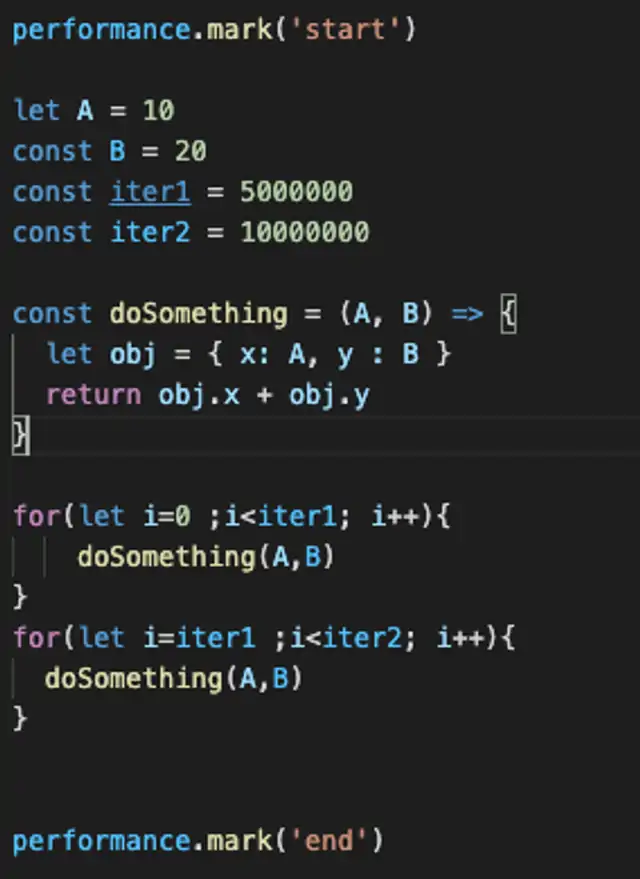 performance.mark('start')
let A = 10
const B = 20
const iter1 = 5000000
const iter2 = 10000000
const doSomething = (A, B) => {
let obj = { x: A, y : B }
return obj.x + obj.y
}
for(let i=0 ;i<iter1; i++){
doSomething(A,B)
}
for(let i=iter1 ;i<iter2; i++){
doSomething(A,B)
}
performance.mark('end')